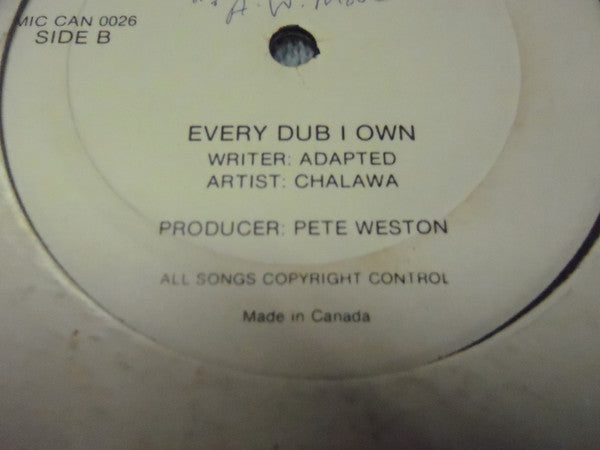 MIC CAN 0026
SIDE B
A. W.
EVERY DUB I OWN
WRITER: ADAPTED
ARTIST: CHALAWA
PRODUCER: PETE WESTON
ALL SONGS COPYRIGHT CONTROL
Made in Canada